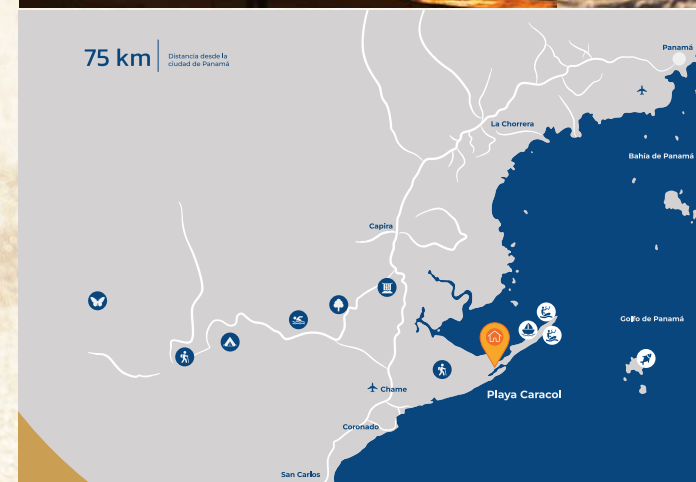 75 km
Distancia desde la
ciudad de Panamá
Panamá
La Chorrera
Bahía de Panamá
Capira
Golfo de Panamá
Chame
Playa Caracol
Coronado
San Carlos